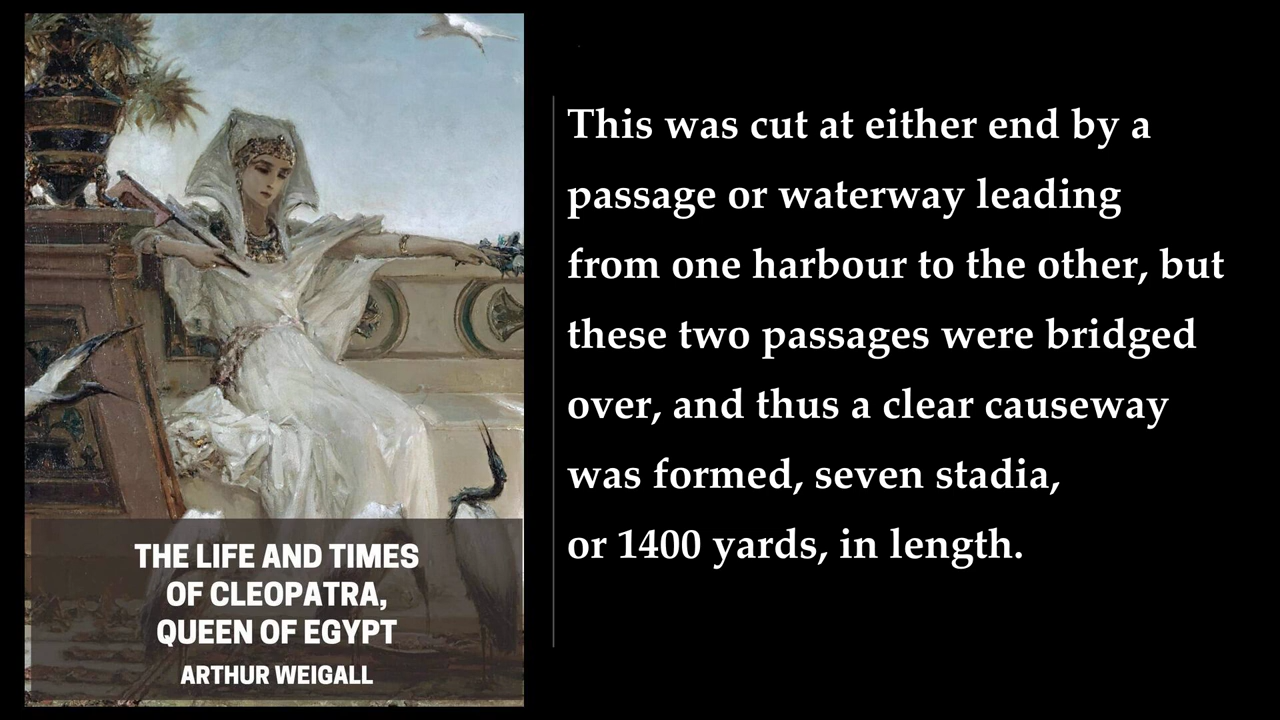 THE LIFE AND TIMES
OF CLEOPATRA,
QUEEN OF EGYPT
ARTHUR WEIGALL
This was cut at either end by a
passage or waterway leading
from one harbour to the other, but
these two passages were bridged
over, and thus a clear causeway
was formed, seven stadia,
or 1400 yards, in length.